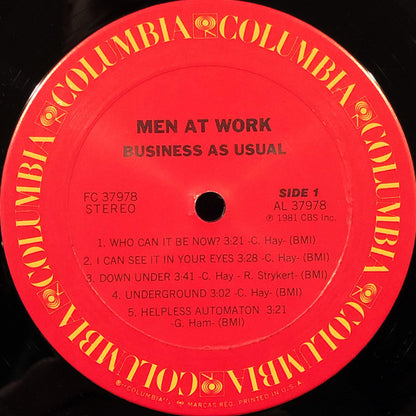 COLUMBIA COLUMBIA COLUMBIA COLUMBIA COLUMBIA COLUMBIA
MEN AT WORK
BUSINESS AS USUAL
FC 37978
STEREO
SIDE 1
AL 37978
℗ 1981 CBS Inc.
1. WHO CAN IT BE NOW? 3:21 -C. Hay- (BMI)
2. I CAN SEE IT IN YOUR EYES 3:28 -C. Hay- (BMI)
3. DOWN UNDER 3:41 -C. Hay - R. Strykert- (BMI)
4. UNDERGROUND 3:02 -C. Hay- (BMI)
5. HELPLESS AUTOMATON 3:21
-G. Ham- (BMI)
"COLUMBIA", MARCAS REG. PRINTED IN U.S.A.